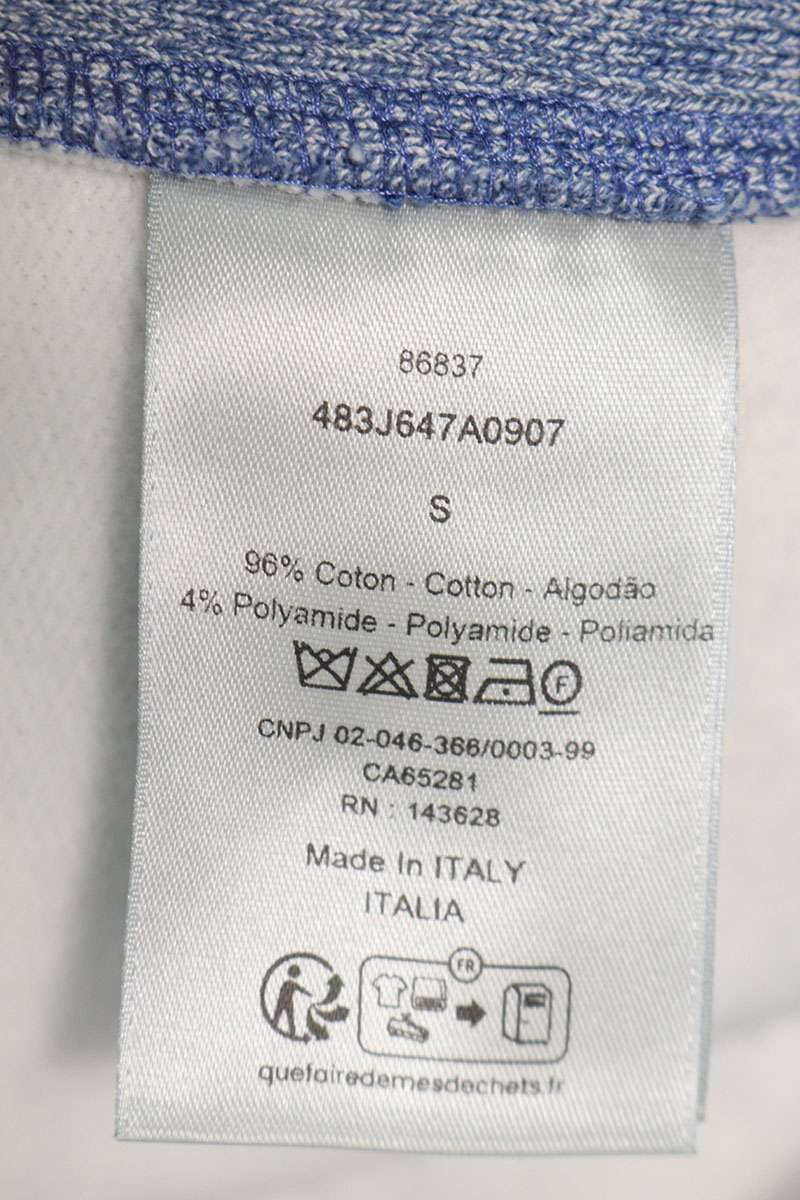 86837
483J647A0907
S
96% Coton - Cotton - Algodão
4% Polyamide - Polyamide - Poliamida
F
CNPJ 02-046-366/0003-99
CA65281
RN : 143628
Made In ITALY
ITALIA
FR
quefairedemesdechets.fr